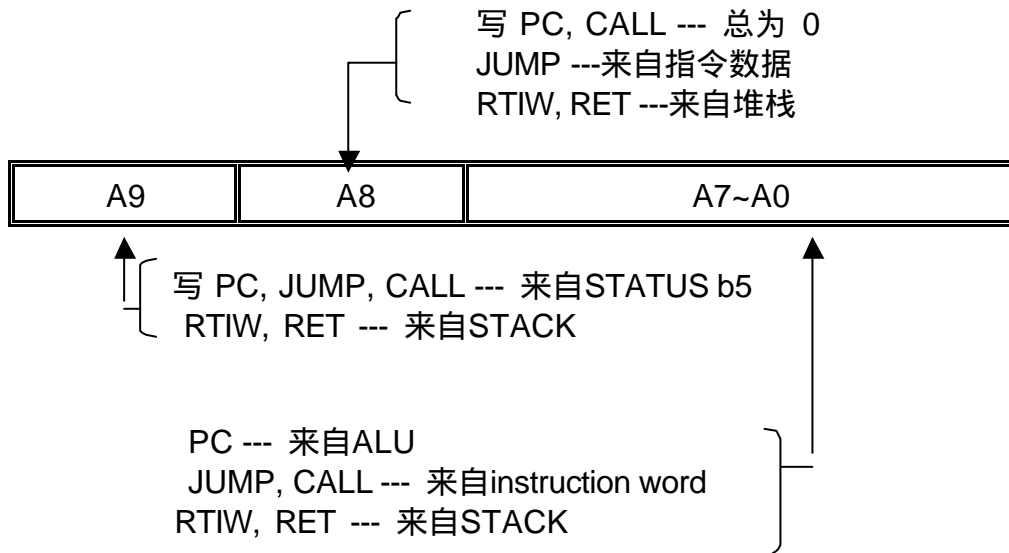 写 PC, CALL --- 总为 0
JUMP ---来自指令数据
RTIW, RET ---来自堆栈
A9 A8 A7~A0
写 PC, JUMP, CALL --- 来自STATUS b5
RTIW, RET --- 来自STACK
PC --- 来自ALU
JUMP, CALL --- 来自instruction word
RTIW, RET --- 来自STACK